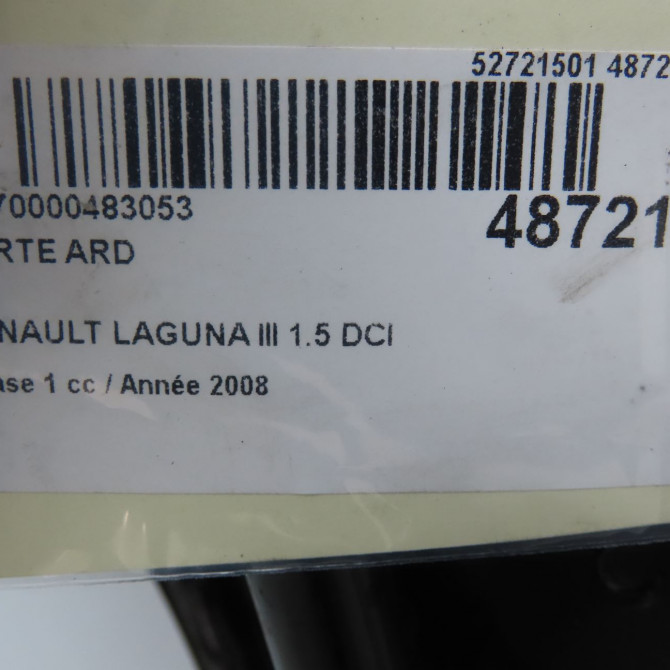 52721501 4872
70000483053
48721
RTE ARD
NAULT LAGUNA III 1.5 DCI
ase 1 cc / Année 2008